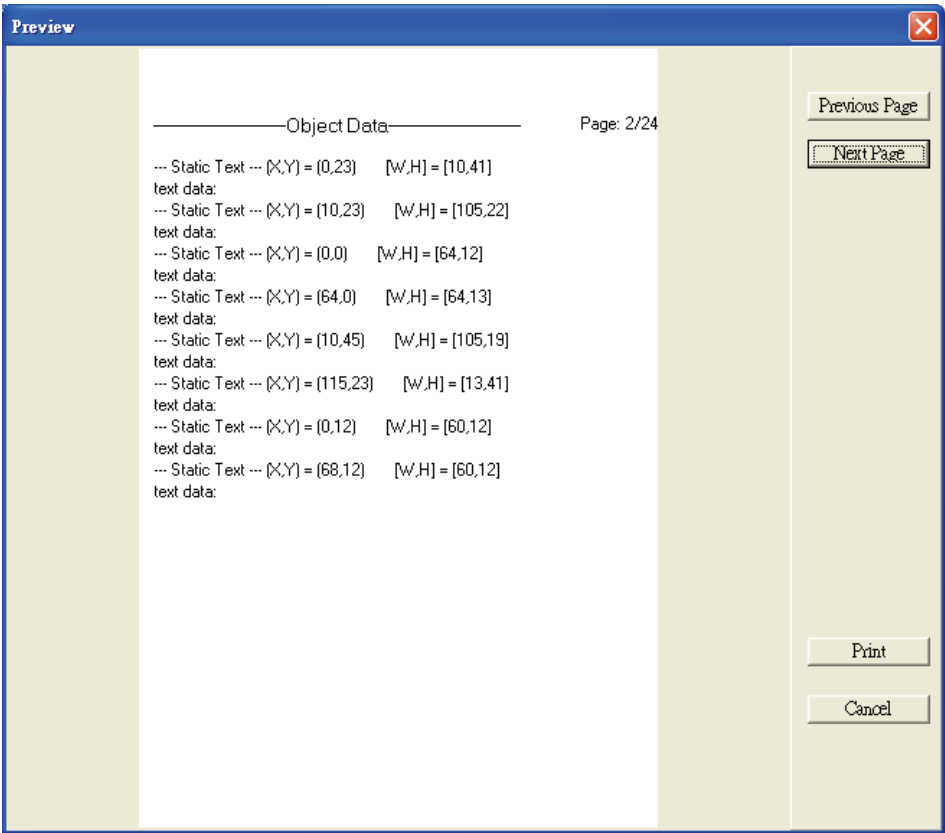 Preview
Object Data Page: 2/24
--- Static Text --- (X,Y) = (0,23) [W,H] = [10,41]
text data:
--- Static Text --- (X,Y) = (10,23) [W,H] = [105,22]
text data:
--- Static Text --- (X,Y) = (0,0) [W,H] = [64,12]
text data:
--- Static Text --- (X,Y) = (64,0) [W,H] = [64,13]
text data:
--- Static Text --- (X,Y) = (10,45) [W,H] = [105,19]
text data:
--- Static Text --- (X,Y) = (115,23) [W,H] = [13,41]
text data:
--- Static Text --- (X,Y) = (0,12) [W,H] = [60,12]
text data:
--- Static Text --- (X,Y) = (68,12) [W,H] = [60,12]
text data:
Previous Page
Next Page
Print
Cancel